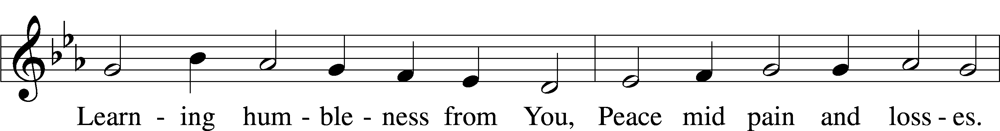 Learn - ing hum - ble - ness from You, Peace mid pain and loss - es.